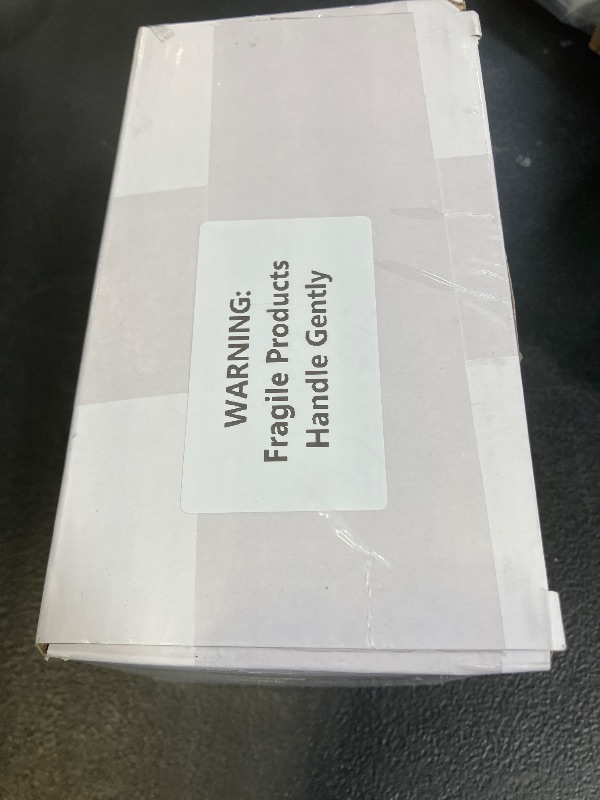 WARNING:
Fragile Products
Handle Gently